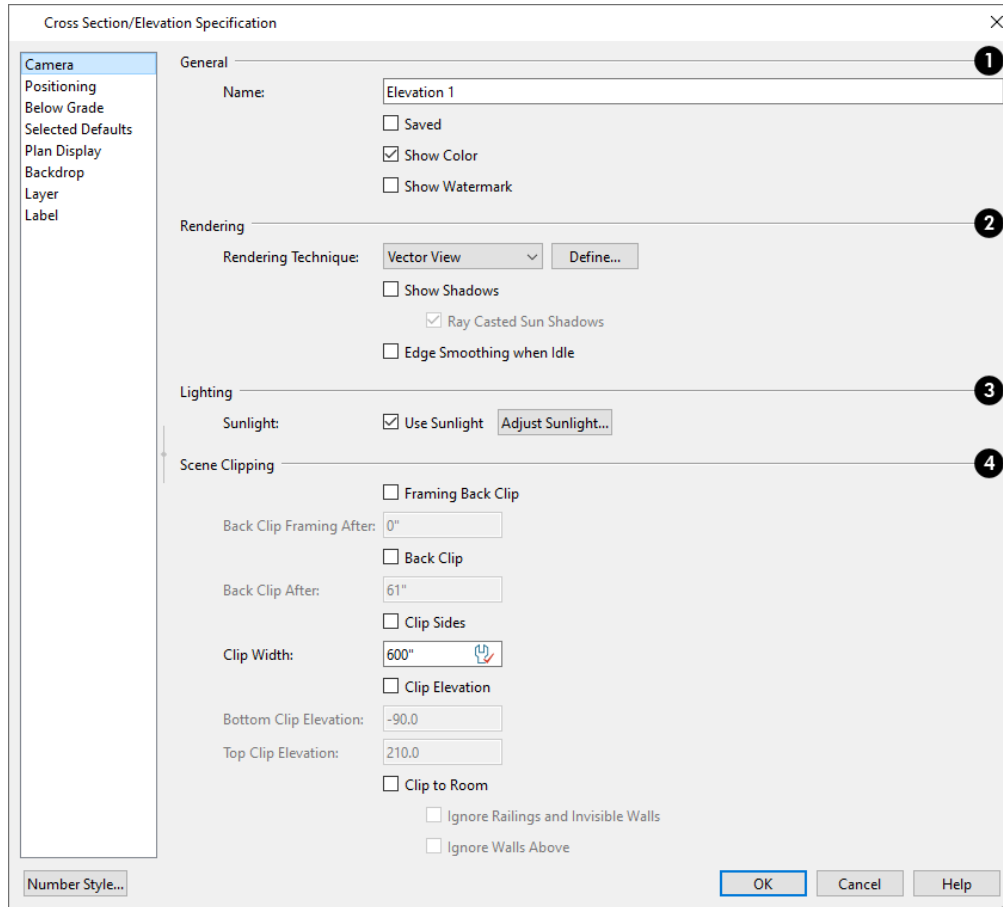 Cross Section/Elevation Specification
Camera
Positioning
Below Grade
Selected Defaults
Plan Display
Backdrop
Layer
Label
General 1
Name: Elevation 1
Saved
Show Color
Show Watermark
Rendering 2
Rendering Technique: Vector View Define...
Show Shadows
Ray Casted Sun Shadows
Edge Smoothing when Idle
Lighting 3
Sunlight: Use Sunlight Adjust Sunlight...
Scene Clipping 4
Framing Back Clip
Back Clip Framing After: 0"
Back Clip
Back Clip After: 61"
Clip Sides
Clip Width: 600"
Clip Elevation
Bottom Clip Elevation: -90.0
Top Clip Elevation: 210.0
Clip to Room
Ignore Railings and Invisible Walls
Ignore Walls Above
Number Style... OK Cancel Help